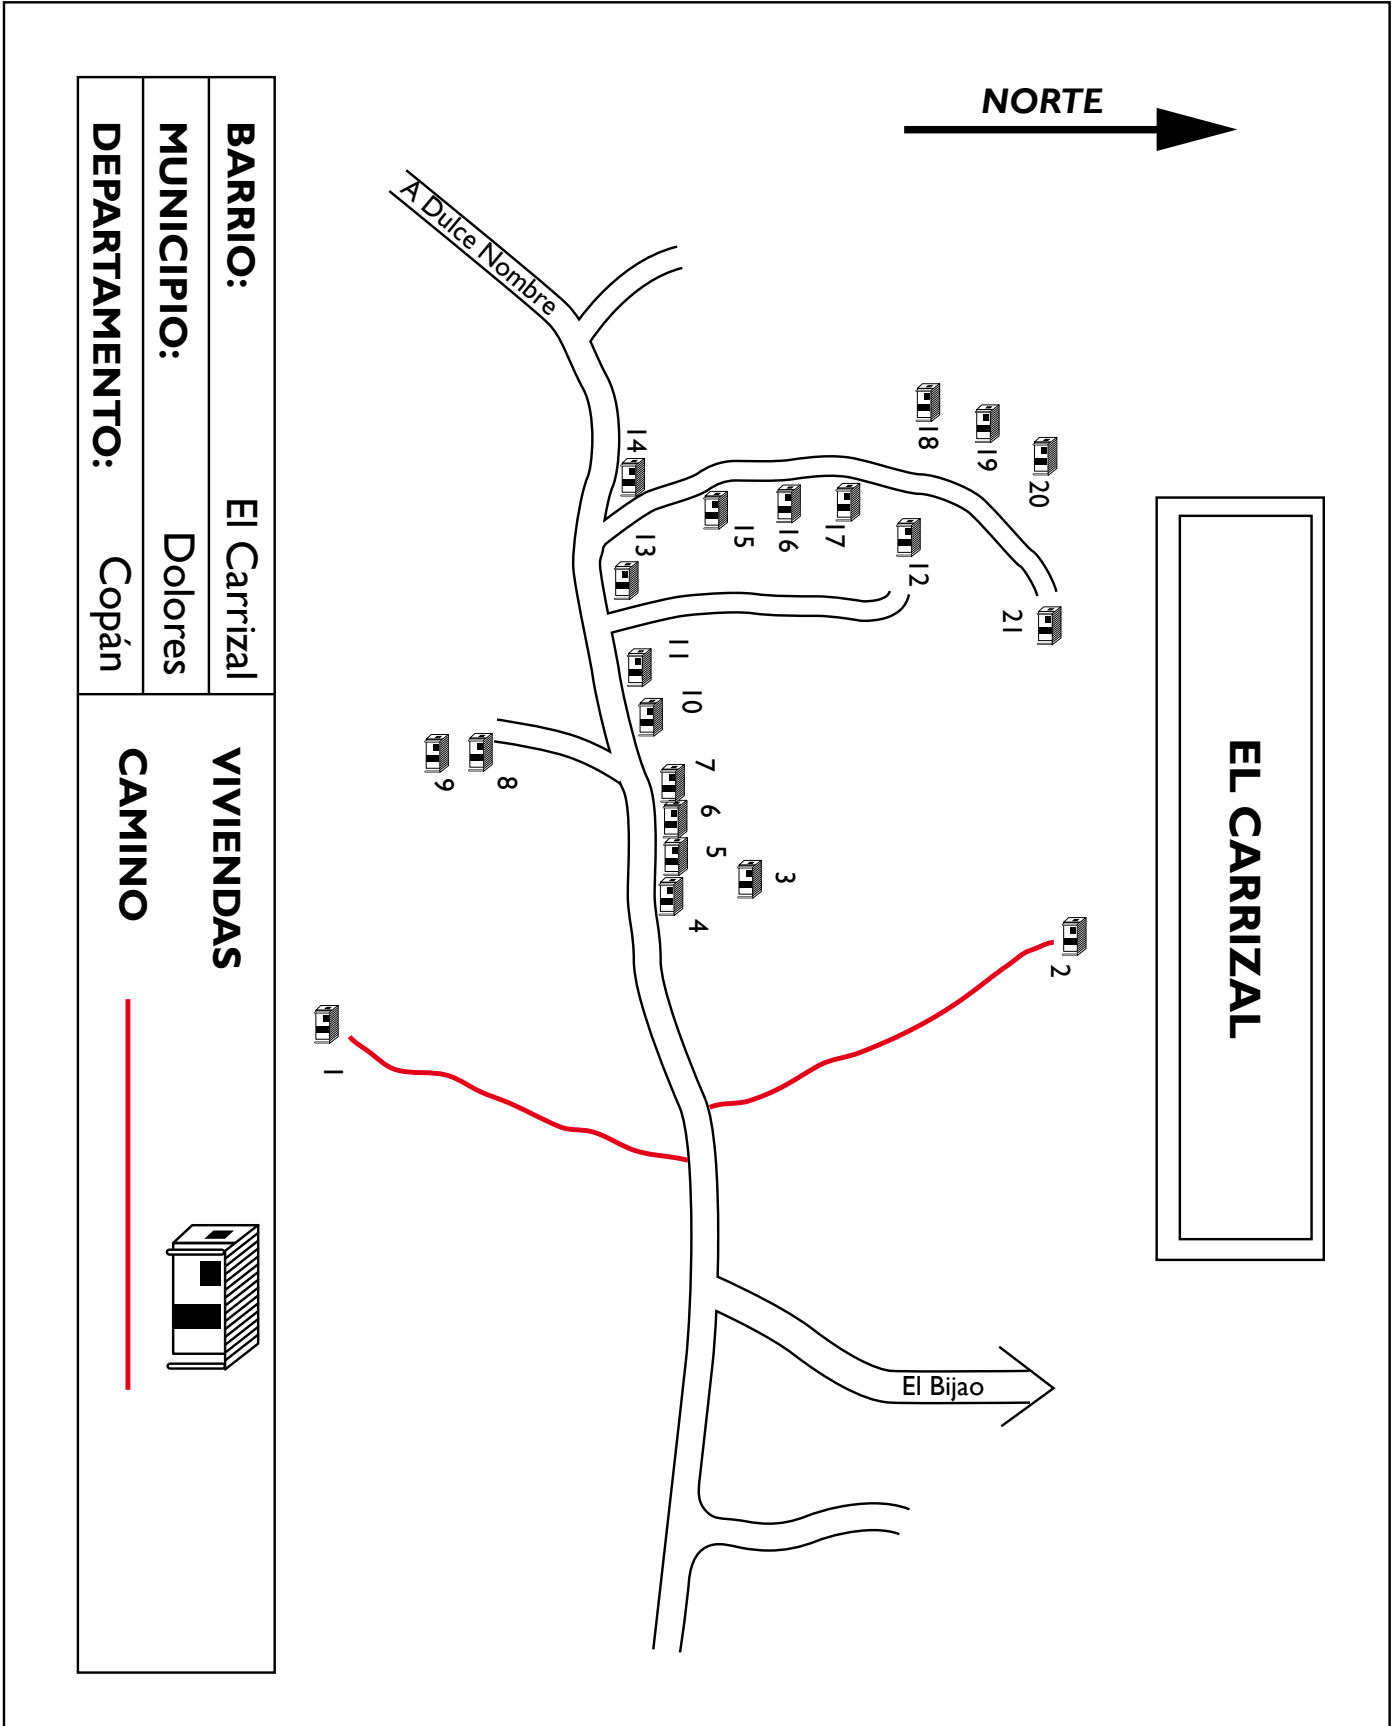 EL CARRIZAL
NORTE
20
19
18
21
12
17
16
15
14
13
11
10
7
6
5
4
3
2
8
9
1
A Dulce Nombre
El Bijao
BARRIO: El Carrizal
MUNICIPIO: Dolores
DEPARTAMENTO: Copán
VIVIENDAS
CAMINO